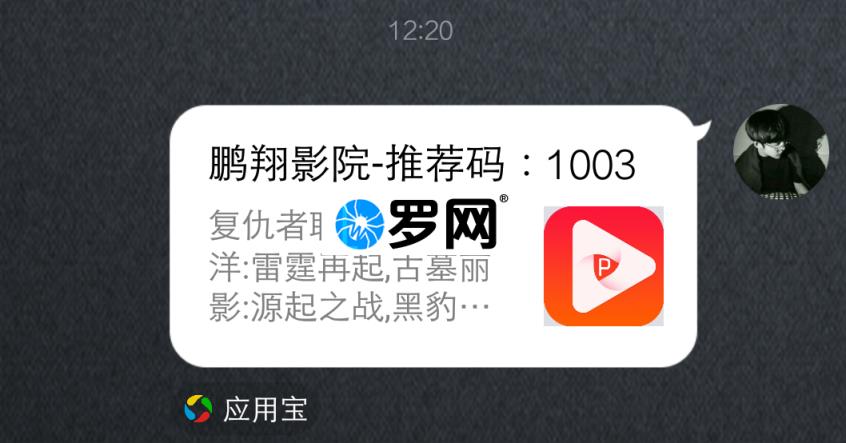 12:20
鹏翔影院-推荐码：1003
复仇者
罗网®
洋:雷霆再起,古墓丽
影:源起之战,黑豹…
P
应用宝